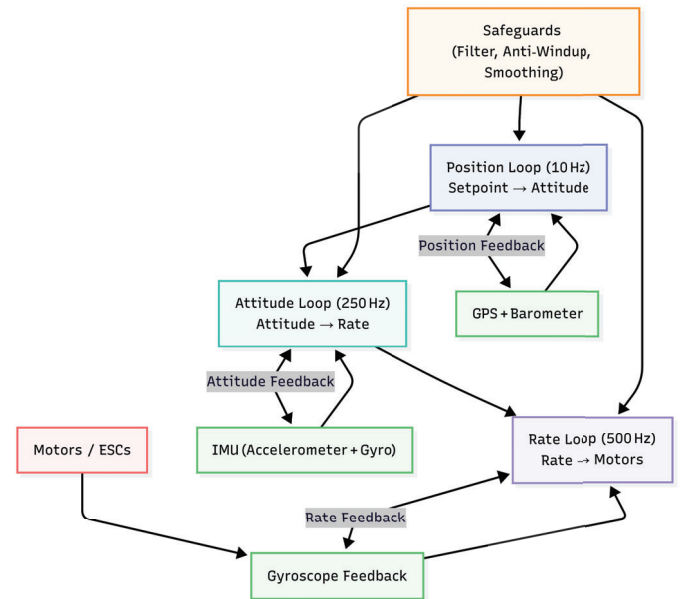 Safeguards
(Filter, Anti-Windup,
Smoothing)
Position Loop (10 Hz)
Setpoint → Attitude
Position Feedback
GPS + Barometer
Attitude Loop (250 Hz)
Attitude → Rate
Attitude Feedback
IMU (Accelerometer + Gyro)
Motors / ESCs
Rate Loop (500 Hz)
Rate → Motors
Rate Feedback
Gyroscope Feedback